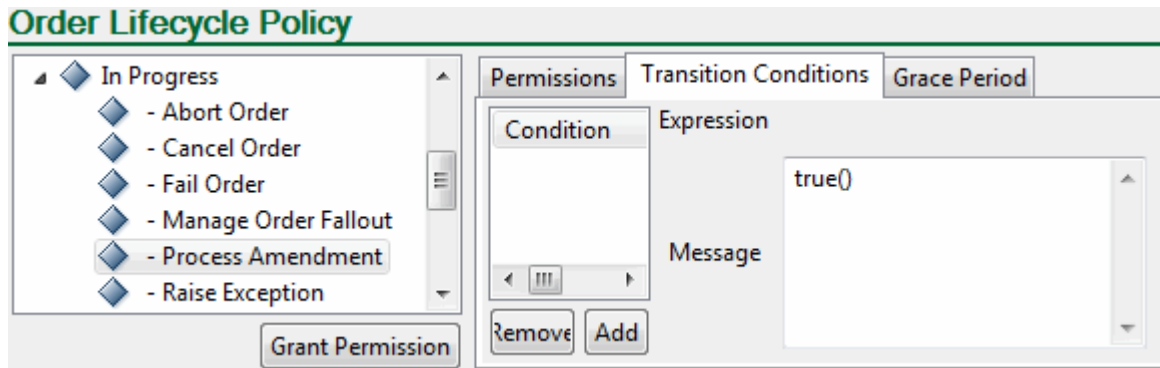 Order Lifecycle Policy
In Progress
- Abort Order
- Cancel Order
- Fail Order
- Manage Order Fallout
- Process Amendment
- Raise Exception
Grant Permission
Permissions Transition Conditions Grace Period
Condition
Expression
true()
Message
Remove Add